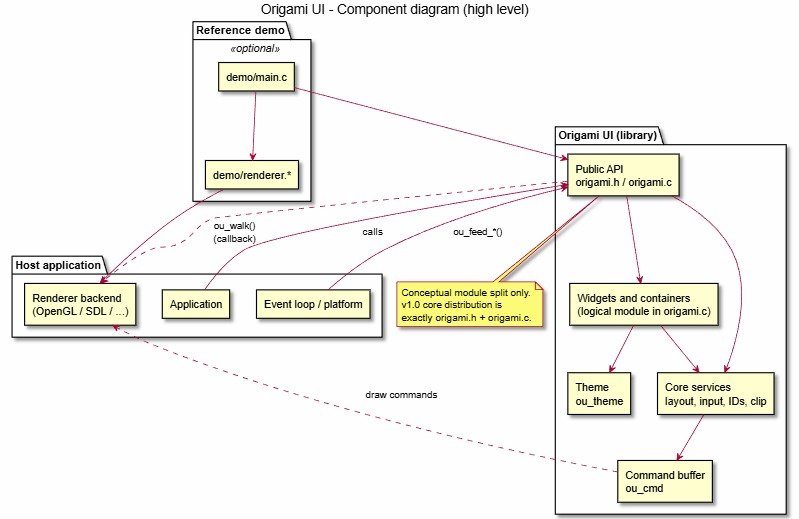 Origami UI - Component diagram (high level)
Reference demo
«optional»
demo/main.c
demo/renderer.*
Origami UI (library)
Public API
origami.h / origami.c
ou_walk()
(callback)
calls
ou_feed_*()
Host application
Renderer backend
(OpenGL / SDL / ...)
Application
Event loop / platform
Conceptual module split only.
v1.0 core distribution is
exactly origami.h + origami.c.
Widgets and containers
(logical module in origami.c)
Theme
ou_theme
Core services
layout, input, IDs, clip
draw commands
Command buffer
ou_cmd